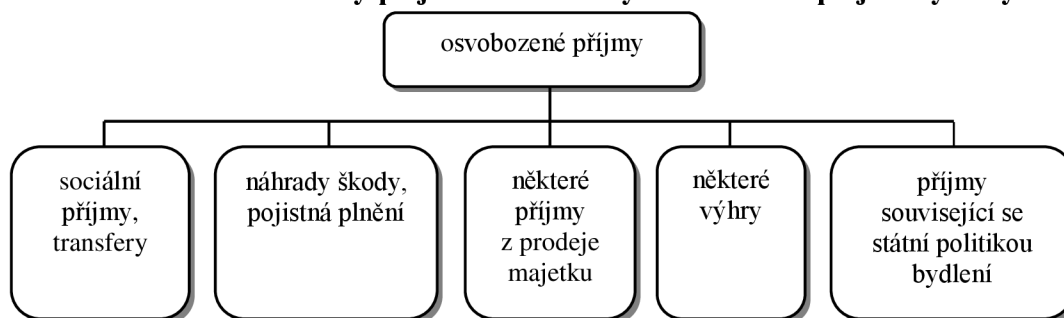 osvobozené příjmy
sociální
příjmy,
transfery
náhrady škody,
pojistná plnění
některé
příjmy
z prodeje
majetku
některé
výhry
příjmy
související se
státní politikou
bydlení